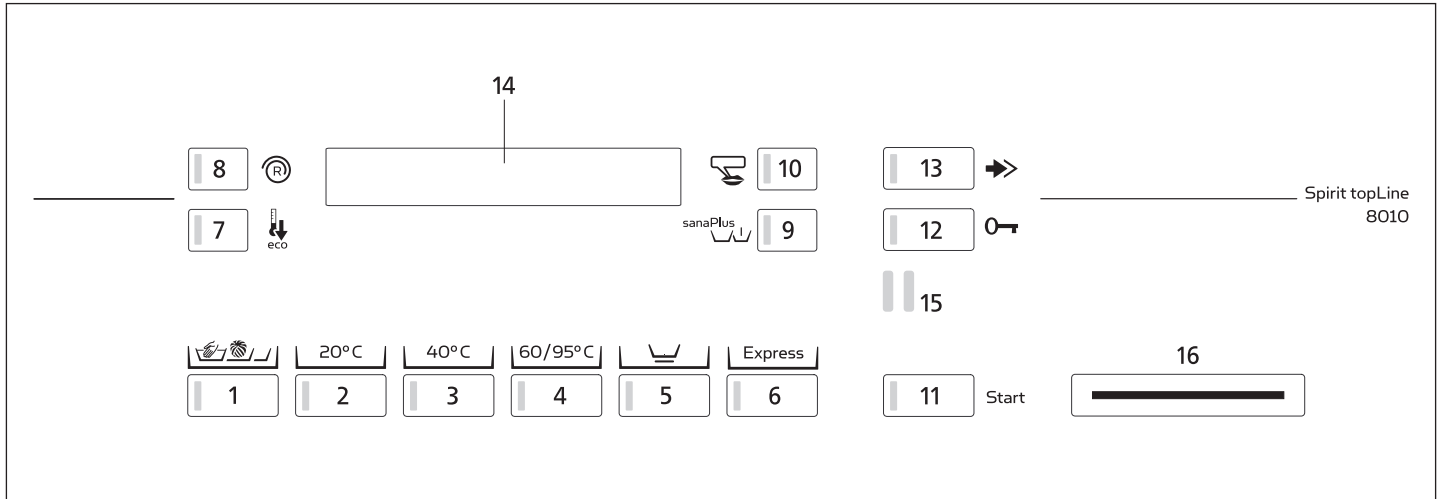 14
8 R 10 13
Spirit topLine
8010
sanaPlus
7 eco 9 12
15
20°C 40°C 60/95°C Express 16
1 2 3 4 5 6 11 Start